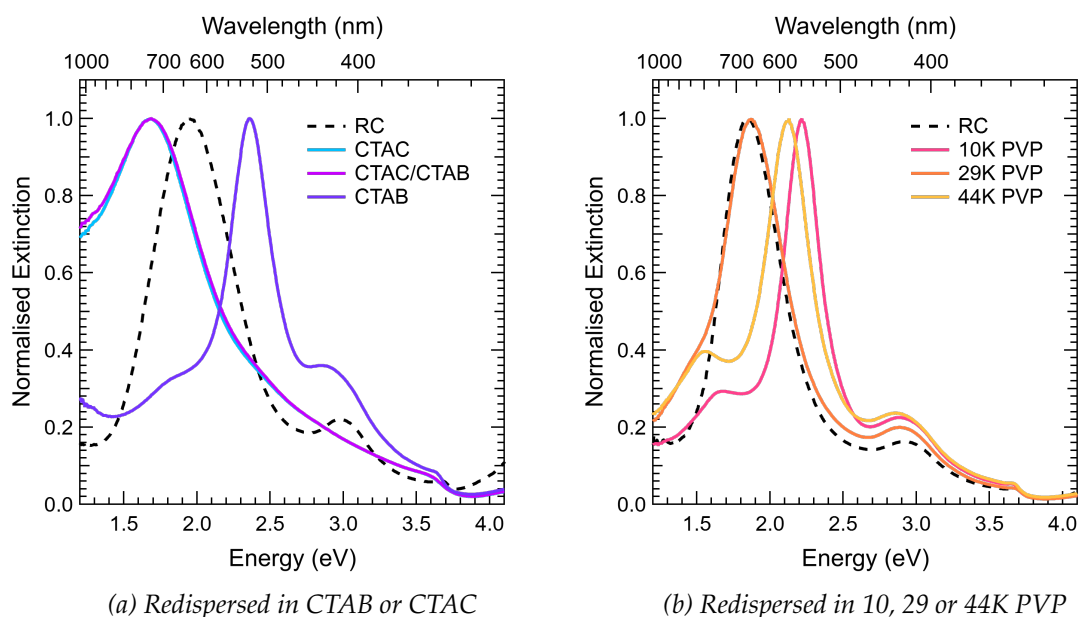 Wavelength (nm)
1000 700 600 500 400
1.0
0.8
0.6
0.4
0.2
0.0
Normalised Extinction
RC
CTAC
CTAC/CTAB
CTAB
1.5 2.0 2.5 3.0 3.5 4.0
Energy (eV)
(a) Redispersed in CTAB or CTAC
Wavelength (nm)
1000 700 600 500 400
1.0
0.8
0.6
0.4
0.2
0.0
Normalised Extinction
RC
10K PVP
29K PVP
44K PVP
1.5 2.0 2.5 3.0 3.5 4.0
Energy (eV)
(b) Redispersed in 10, 29 or 44K PVP